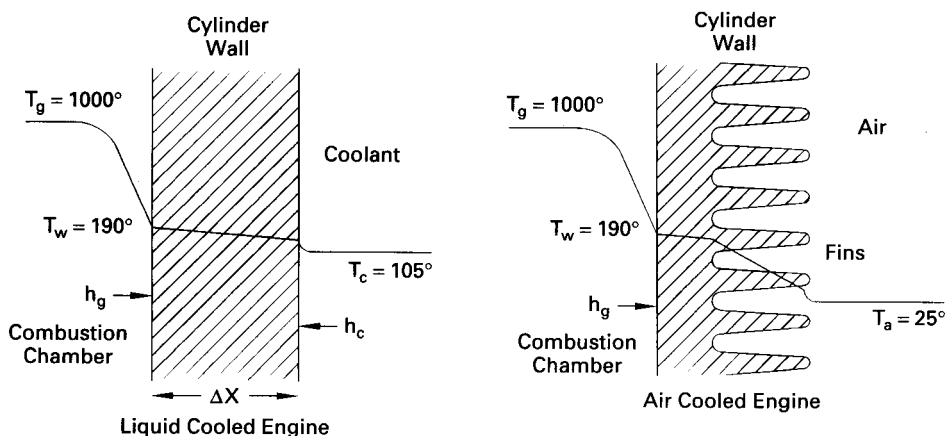 Cylinder
Wall
T_g = 1000°
Coolant
T_w = 190°
T_c = 105°
h_g
h_c
Combustion
Chamber
ΔX
Liquid Cooled Engine
Cylinder
Wall
T_g = 1000°
Air
T_w = 190°
Fins
h_g
T_a = 25°
Combustion
Chamber
Air Cooled Engine